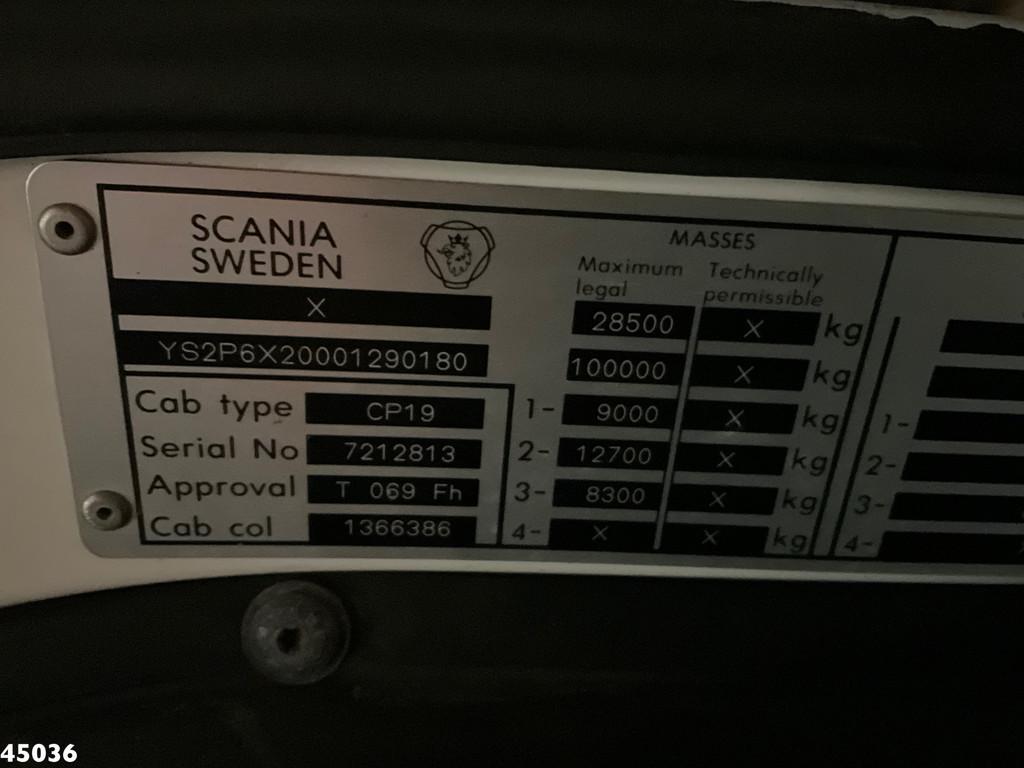 SCANIA
SWEDEN
X
YS2P6X20001290180
Cab type CP19
Serial No 7212813
Approval T 069 Fh
Cab col 1366386
MASSES
Maximum legal
Technically permissible
28500 X kg
100000 X kg
1- 9000 X kg
2- 12700 X kg
3- 8300 X kg
4- X X kg
1-
2-
3-
4-
45036